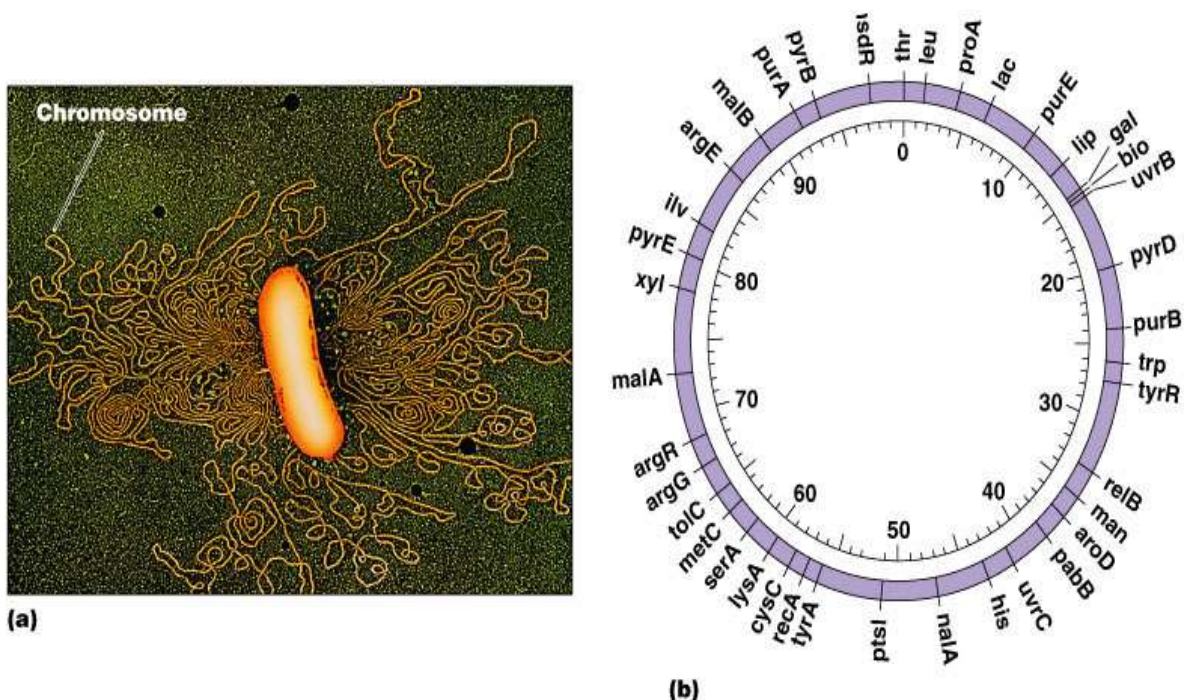 Chromosome
(a)
thr
leu
proA
lac
purE
lip
gal
bio
uvrB
pyrD
purB
trp
tyrR
relB
man
aroD
pabB
uvrC
his
nalA
ptsI
tyrA
recA
cysC
lysA
serA
metC
tolC
argG
argR
malA
xyl
pyrE
ilv
argE
malB
purA
pyrB
0
10
20
30
40
50
60
70
80
90
(b)